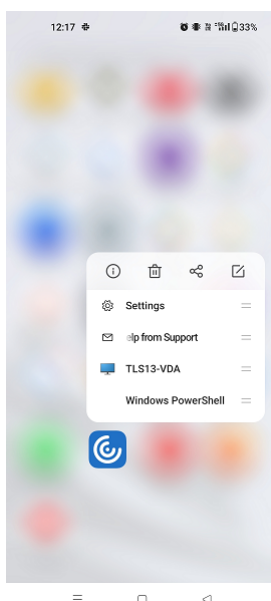 12:17
33%
Settings
elp from Support
TLS13-VDA
Windows PowerShell